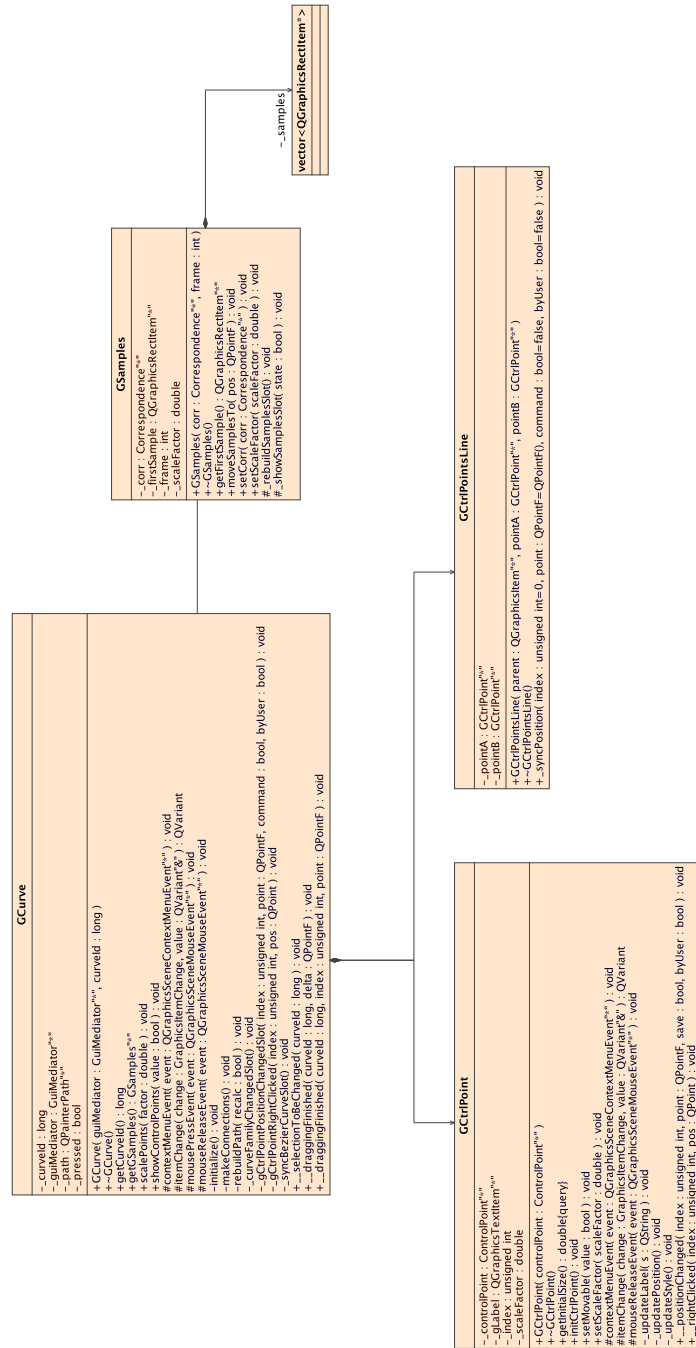 GCurve
-_curveId : long
-_guiMediator : GuiMediator"*"
-_path : QPainterPath"*"
-_pressed : bool
+GCurve( guiMediator : GuiMediator"*", curveId : long )
+~GCurve()
+getCurveId() : long
+getGSamples() : GSamples"*"
+scalePoints( factor : double ) : void
+showControlPoints( value : bool ) : void
#contextMenuEvent( event : QGraphicsSceneContextMenuEvent"*" ) : void
#itemChange( change : GraphicsItemChange, value : QVariant"&" ) : QVariant
#mousePressEvent( event : QGraphicsSceneMouseEvent"*" ) : void
#mouseReleaseEvent( event : QGraphicsSceneMouseEvent"*" ) : void
-initialize() : void
-makeConnections() : void
-rebuildPath( recalc : bool ) : void
-_curveFamilyChangedSlot() : void
-_gCtrlPointPositionChangedSlot( index : unsigned int, point : QPointF, command : bool, byUser : bool ) : void
-_gCtrlPointRightClicked( index : unsigned int, pos : QPoint ) : void
-_syncBezierCurveSlot() : void
+__selectionToBeChanged( curveId : long ) : void
+__draggingFinished( curveId : long, delta : QPointF ) : void
+__draggingFinished( curveId : long, index : unsigned int, point : QPointF ) : void
GSamples
-_corr : Correspondence"*"
-_firstSample : QGraphicsRectItem"*"
-_frame : int
-_scaleFactor : double
+GSamples( corr : Correspondence"*", frame : int )
+~GSamples()
+getFirstSample() : QGraphicsRectItem"*"
+moveSamplesTo( pos : QPointF ) : void
+setCorr( corr : Correspondence"*" ) : void
+setScaleFactor( scaleFactor : double ) : void
#_rebuildSamplesSlot() : void
#_showSamplesSlot( state : bool ) : void
-_samples
vector<QGraphicsRectItem*>
GCtrlPoint
-_controlPoint : ControlPoint"*"
-_gLabel : QGraphicsTextItem"*"
-_index : unsigned int
-_scaleFactor : double
+GCtrlPoint( controlPoint : ControlPoint"*" )
+~GCtrlPoint()
+getInitialSize() : double{query}
+initCtrlPoint() : void
+setMovable( value : bool ) : void
+setScaleFactor( scaleFactor : double ) : void
#contextMenuEvent( event : QGraphicsSceneContextMenuEvent"*" ) : void
#itemChange( change : GraphicsItemChange, value : QVariant"&" ) : QVariant
#mouseReleaseEvent( event : QGraphicsSceneMouseEvent"*" ) : void
-_updateLabel( s : QString ) : void
-_updatePosition() : void
-_updateStyle() : void
+__positionChanged( index : unsigned int, point : QPointF, save : bool, byUser : bool ) : void
+__rightClicked( index : unsigned int, pos : QPoint ) : void
GCtrlPointsLine
-_pointA : GCtrlPoint"*"
-_pointB : GCtrlPoint"*"
+GCtrlPointsLine( parent : QGraphicsItem"*", pointA : GCtrlPoint"*", pointB : GCtrlPoint"*" )
+~GCtrlPointsLine()
+_syncPosition( index : unsigned int=0, point : QPointF=QPointF(), command : bool=false, byUser : bool=false ) : void